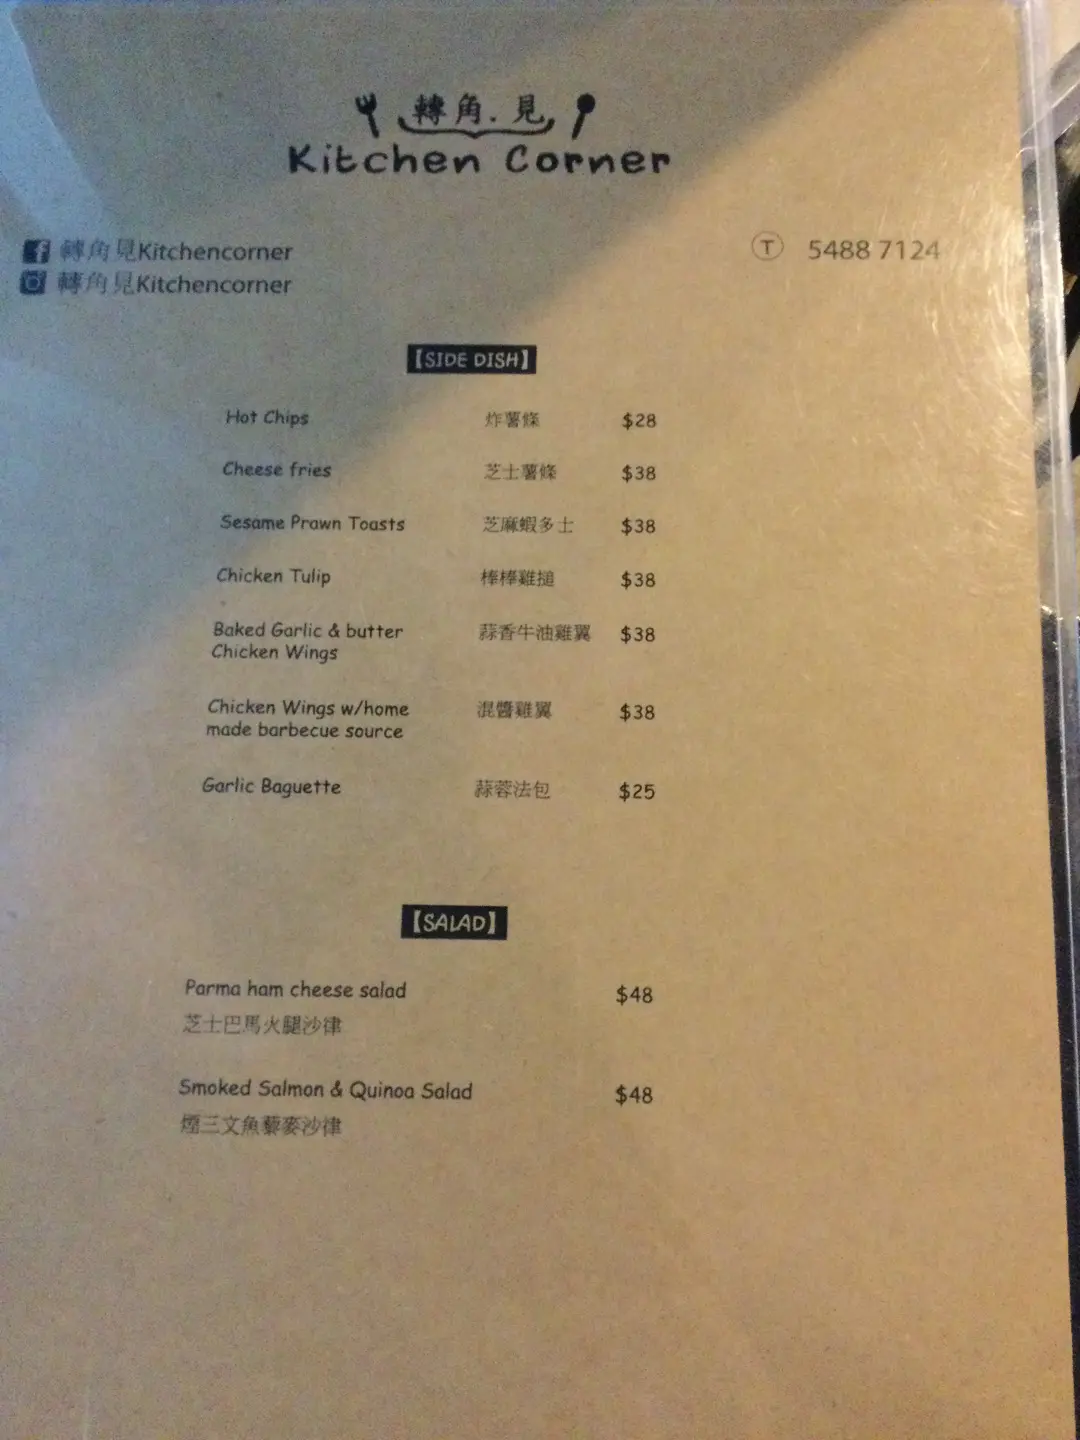 轉角.見
Kitchen Corner
轉角見Kitchencorner
轉角見Kitchencorner
T 5488 7124
【SIDE DISH】
Hot Chips 炸薯條 $28
Cheese fries 芝士薯條 $38
Sesame Prawn Toasts 芝麻蝦多士 $38
Chicken Tulip 棒棒雞搥 $38
Baked Garlic & butter 蒜香牛油雞翼 $38
Chicken Wings
Chicken Wings w/home 混醬雞翼 $38
made barbecue source
Garlic Baguette 蒜蓉法包 $25
【SALAD】
Parma ham cheese salad $48
芝士巴馬火腿沙律
Smoked Salmon & Quinoa Salad $48
煙三文魚藜麥沙律